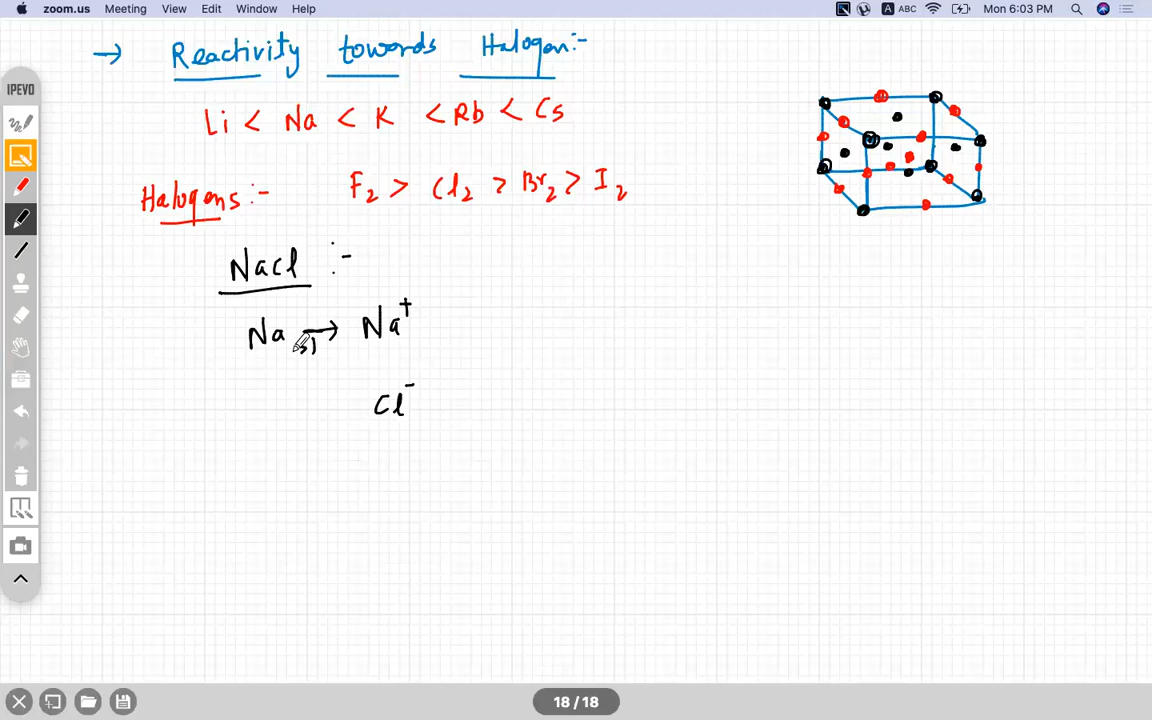 zoom.us Meeting View Edit Window Help A ABC Mon 6:03 PM
IPEVO
→ Reactivity towards Halogen:-
Li < Na < K < Rb < Cs
Halogens :- F2 > Cl2 > Br2 > I2
NaCl :-
Na → Na+
Cl-
18 / 18